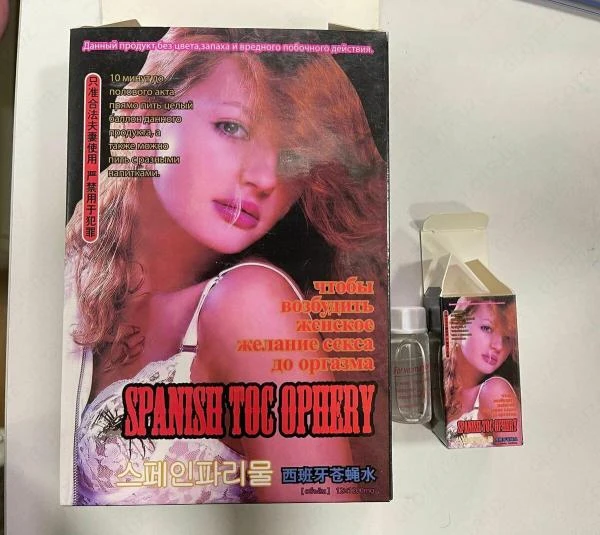 Данный продукт без цвета,запаха и вредного побочного действия.
只准合法夫妻使用 严禁用于犯罪
10 минут до
полового акта
прямо пить целый
баллон данного
продукта, а
также можно
пить с разными
напитками.
чтобы
возбудить
женское
желание секса
до оргазма
SPANISH TOC OPHERY
스페인파리물 西班牙苍蝇水
[объём]
SPANISH TOC OPHERY